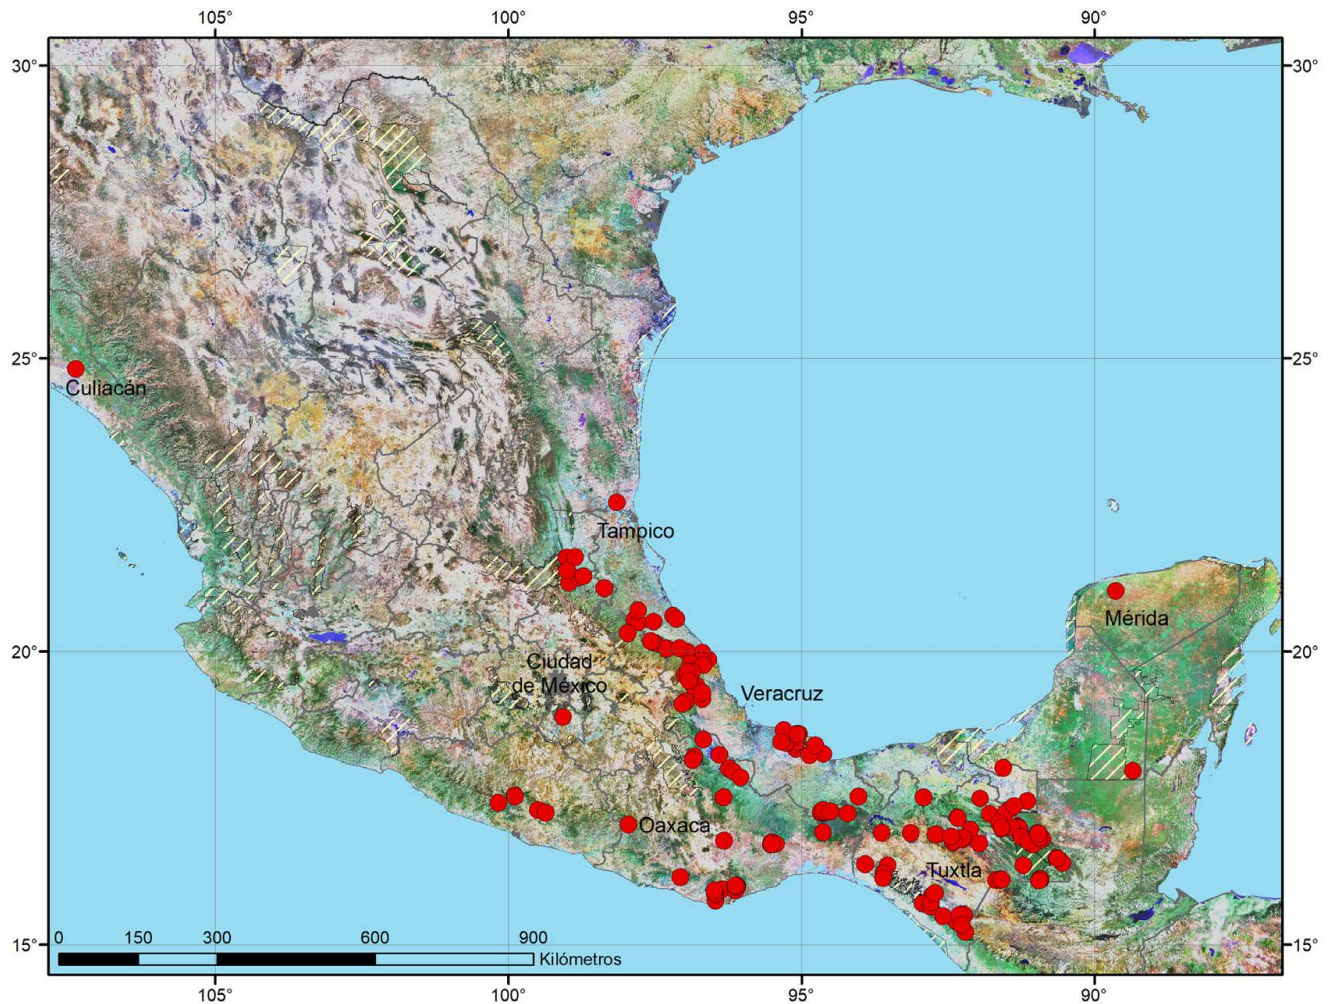 105° 100° 95° 90°
30° 30°
25° 25°
Culiacán
Tampico
Mérida
20° 20°
Ciudad
de México
Veracruz
Oaxaca
Tuxtla
0 150 300 600 900
Kilómetros
15° 15°
105° 100° 95° 90°